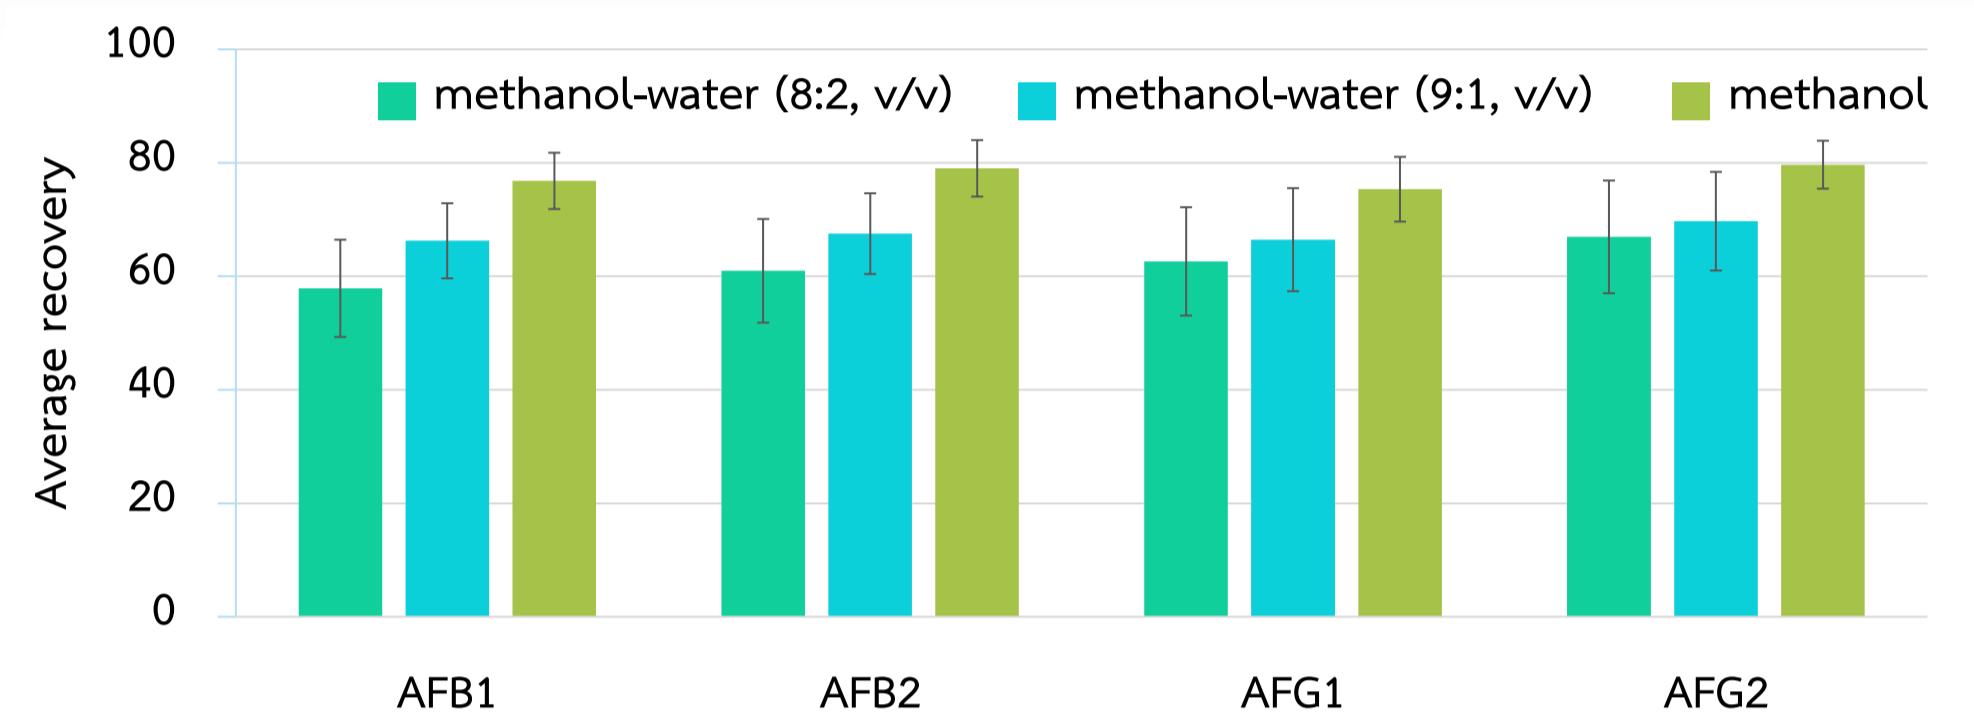 100
methanol-water (8:2, v/v) methanol-water (9:1, v/v) methanol
80
60
40
20
0
Average recovery
AFB1 AFB2 AFG1 AFG2